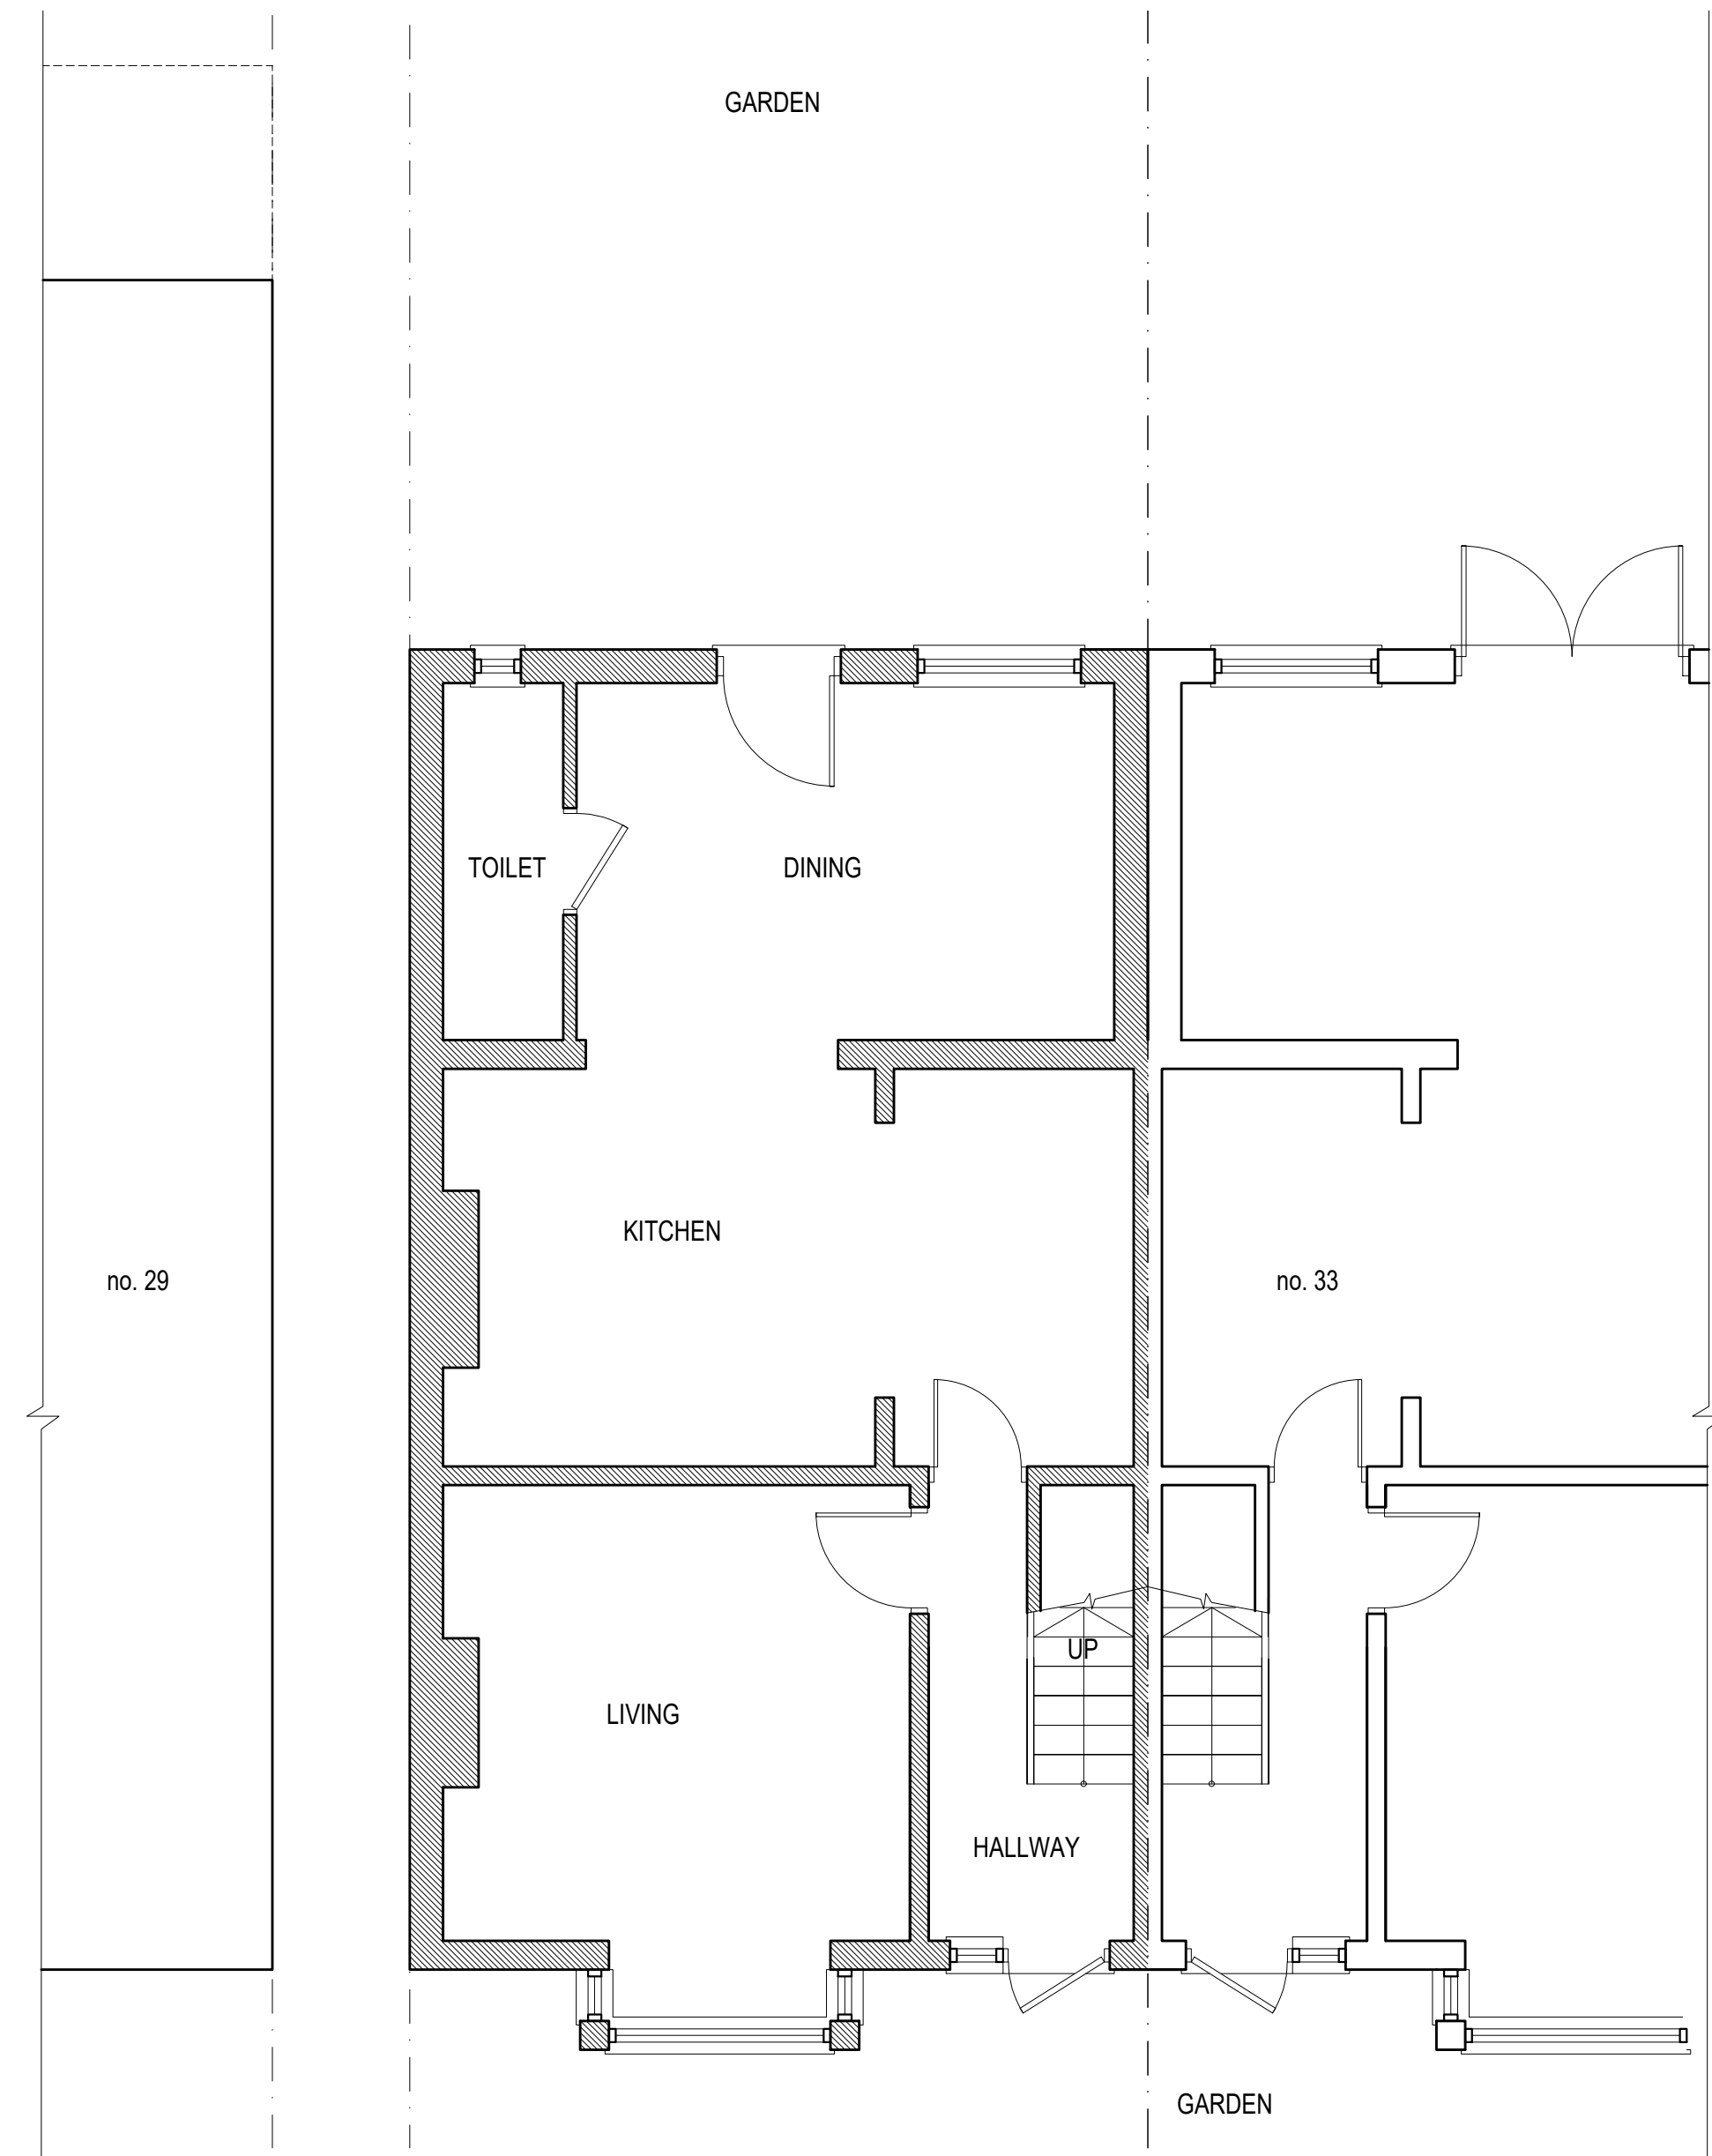 GARDEN
TOILET
DINING
KITCHEN
no. 29
no. 33
UP
LIVING
HALLWAY
GARDEN